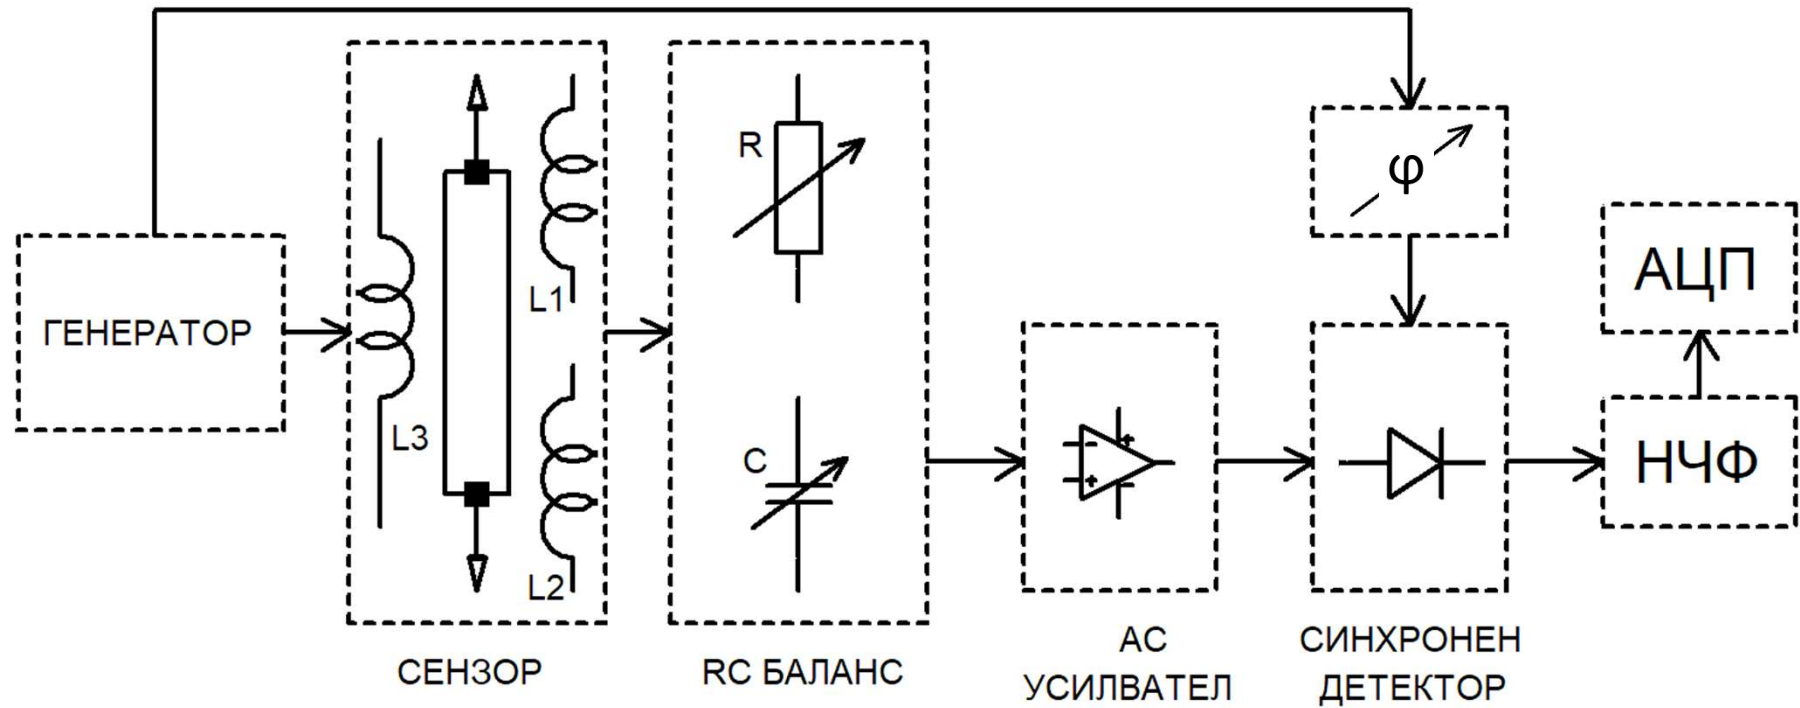 ГЕНЕРАТОР
L3
L1
L2
СЕНЗОР
R
C
RC БАЛАНС
АС
УСИЛВАТЕЛ
φ
СИНХРОНЕН
ДЕТЕКТОР
АЦП
НЧФ